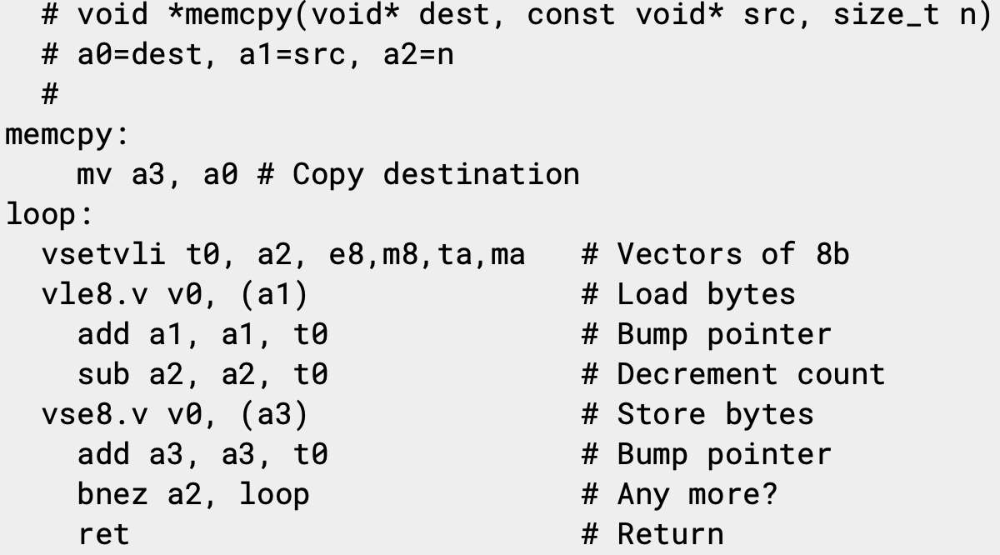 # void *memcpy(void* dest, const void* src, size_t n)
# a0=dest, a1=src, a2=n
#
memcpy:
mv a3, a0 # Copy destination
loop:
vsetvli t0, a2, e8,m8,ta,ma # Vectors of 8b
vle8.v v0, (a1) # Load bytes
add a1, a1, t0 # Bump pointer
sub a2, a2, t0 # Decrement count
vse8.v v0, (a3) # Store bytes
add a3, a3, t0 # Bump pointer
bnez a2, loop # Any more?
ret # Return